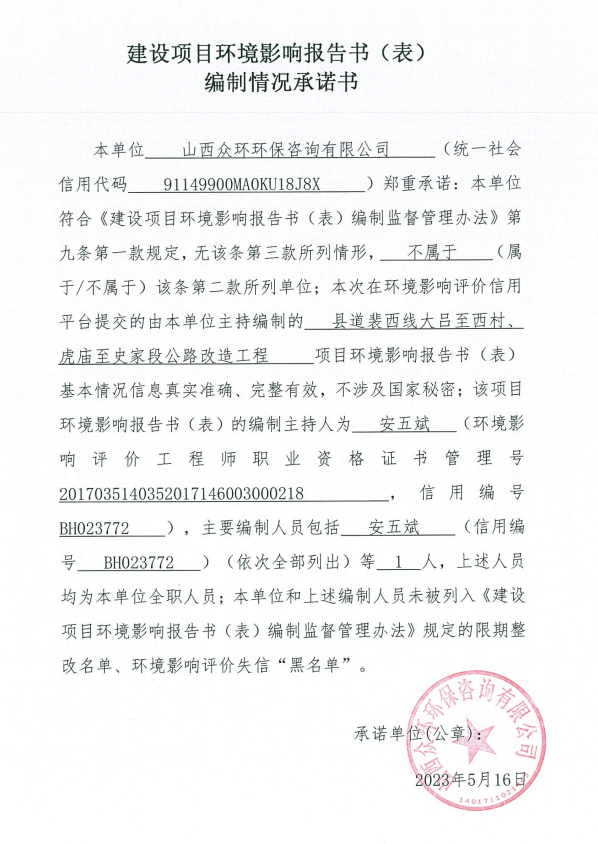 建设项目环境影响报告书（表）
编制情况承诺书
本单位 山西众环环保咨询有限公司 （统一社会
信用代码 91149900MA0KU18J8X ）郑重承诺：本单位
符合《建设项目环境影响报告书（表）编制监督管理办法》第
九条第一款规定，无该条第三款所列情形， 不属于 （属
于/不属于）该条第二款所列单位；本次在环境影响评价信用
平台提交的由本单位主持编制的 县道裴西线大吕至西村、
虎庙至史家段公路改造工程 项目环境影响报告书（表）
基本情况信息真实准确、完整有效，不涉及国家秘密；该项目
环境影响报告书（表）的编制主持人为 安五斌 （环境影
响评价工程师职业资格证书管理号
2017035140352017146003000218 ，信用编号
BH023772 ），主要编制人员包括 安五斌 （信用编
号 BH023772 ）（依次全部列出）等 1 人，上述人员
均为本单位全职人员；本单位和上述编制人员未被列入《建设
项目环境影响报告书（表）编制监督管理办法》规定的限期整
改名单、环境影响评价失信“黑名单”。
承诺单位(公章)：
2023年5月16日
山西众环环保咨询有限公司